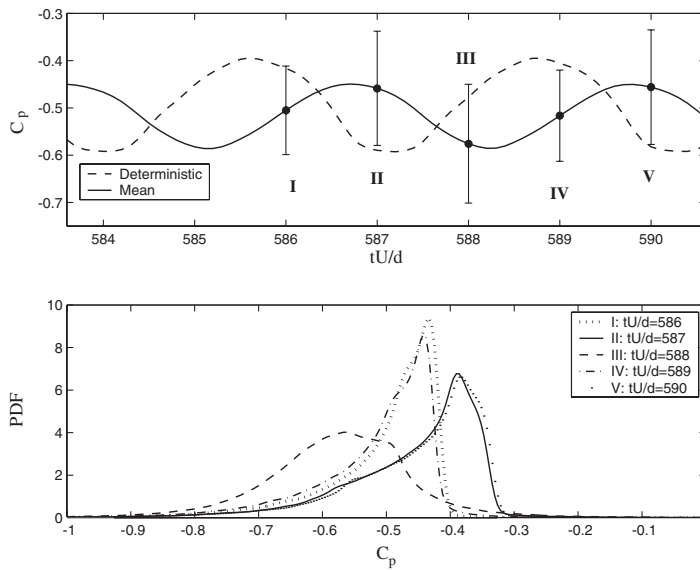 -0.3
-0.4
-0.5
-0.6
-0.7
C p
III
I
II
IV
V
Deterministic
Mean
584 585 586 587 588 589 590
tU/d
10
8
6
4
2
0
PDF
I: tU/d=586
II: tU/d=587
III: tU/d=588
IV: tU/d=589
V: tU/d=590
-1 -0.9 -0.8 -0.7 -0.6 -0.5 -0.4 -0.3 -0.2 -0.1 0
C p